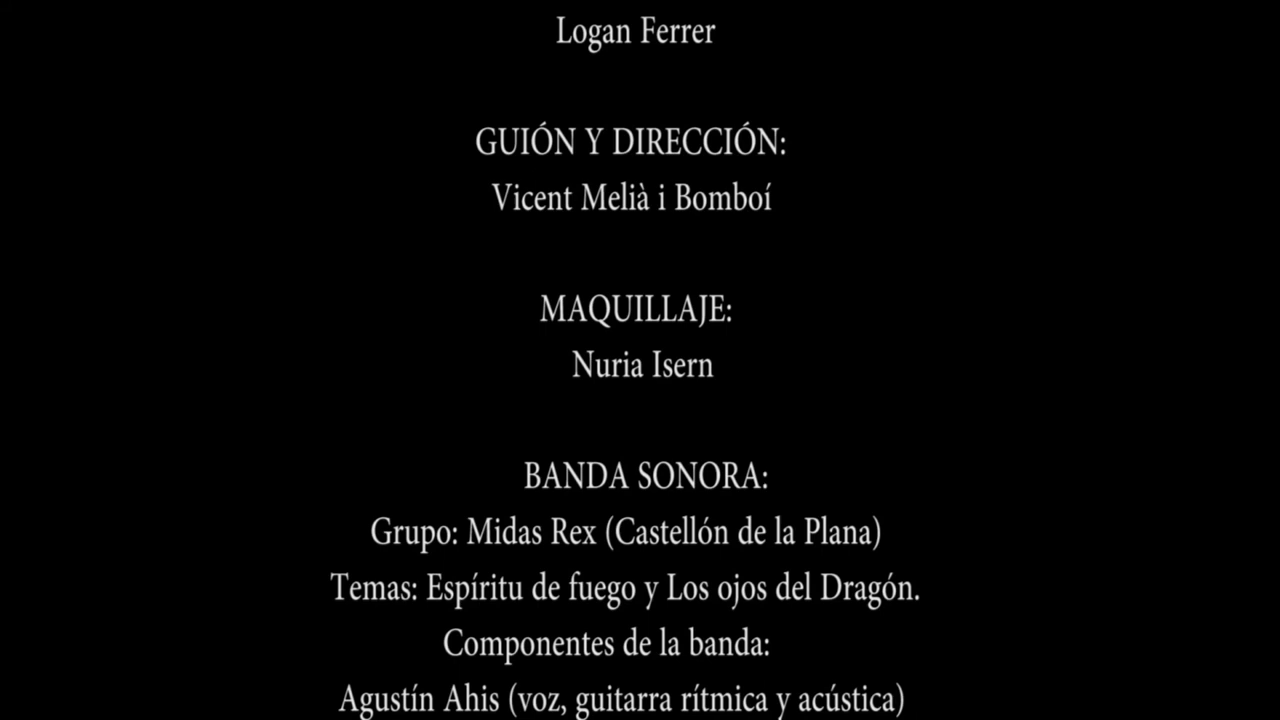 Logan Ferrer
GUIÓN Y DIRECCIÓN:
Vicent Melià i Bomboí
MAQUILLAJE:
Nuria Isern
BANDA SONORA:
Grupo: Midas Rex (Castellón de la Plana)
Temas: Espíritu de fuego y Los ojos del Dragón.
Componentes de la banda:
Agustín Ahis (voz, guitarra rítmica y acústica)